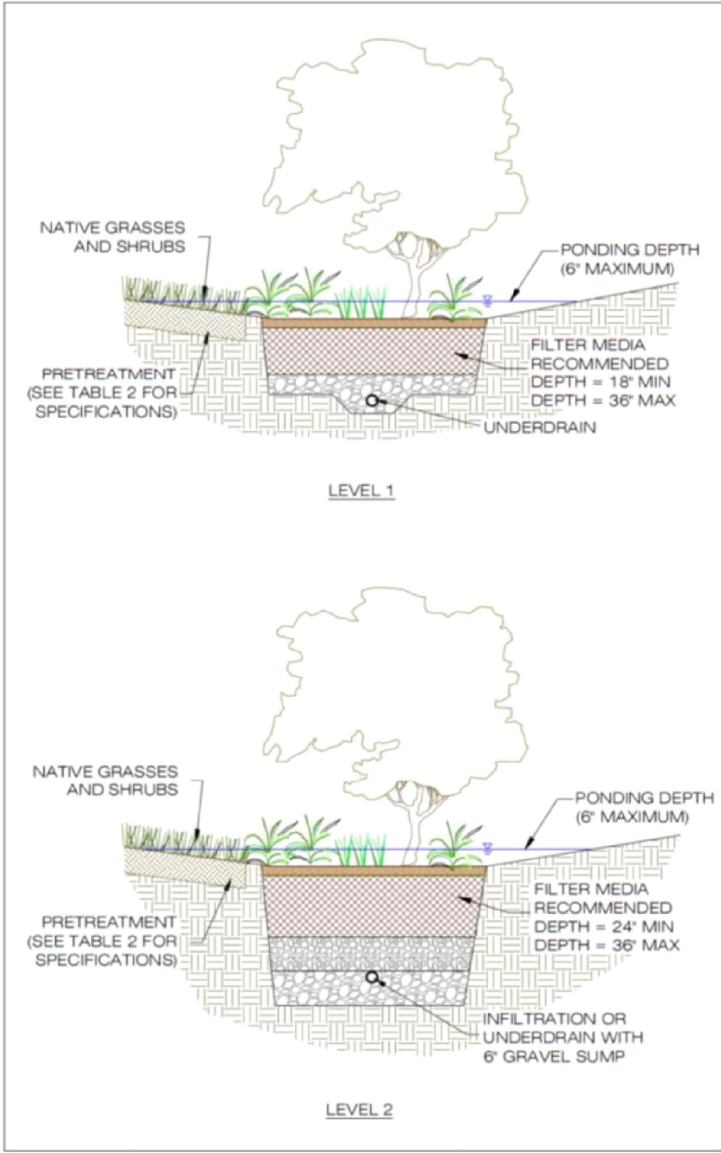 NATIVE GRASSES
AND SHRUBS
PONDING DEPTH
(6" MAXIMUM)
PRETREATMENT
(SEE TABLE 2 FOR
SPECIFICATIONS)
FILTER MEDIA
RECOMMENDED
DEPTH = 18" MIN
DEPTH = 36" MAX
UNDERDRAIN
LEVEL 1
NATIVE GRASSES
AND SHRUBS
PONDING DEPTH
(6" MAXIMUM)
PRETREATMENT
(SEE TABLE 2 FOR
SPECIFICATIONS)
FILTER MEDIA
RECOMMENDED
DEPTH = 24" MIN
DEPTH = 36" MAX
INFILTRATION OR
UNDERDRAIN WITH
6" GRAVEL SUMP
LEVEL 2